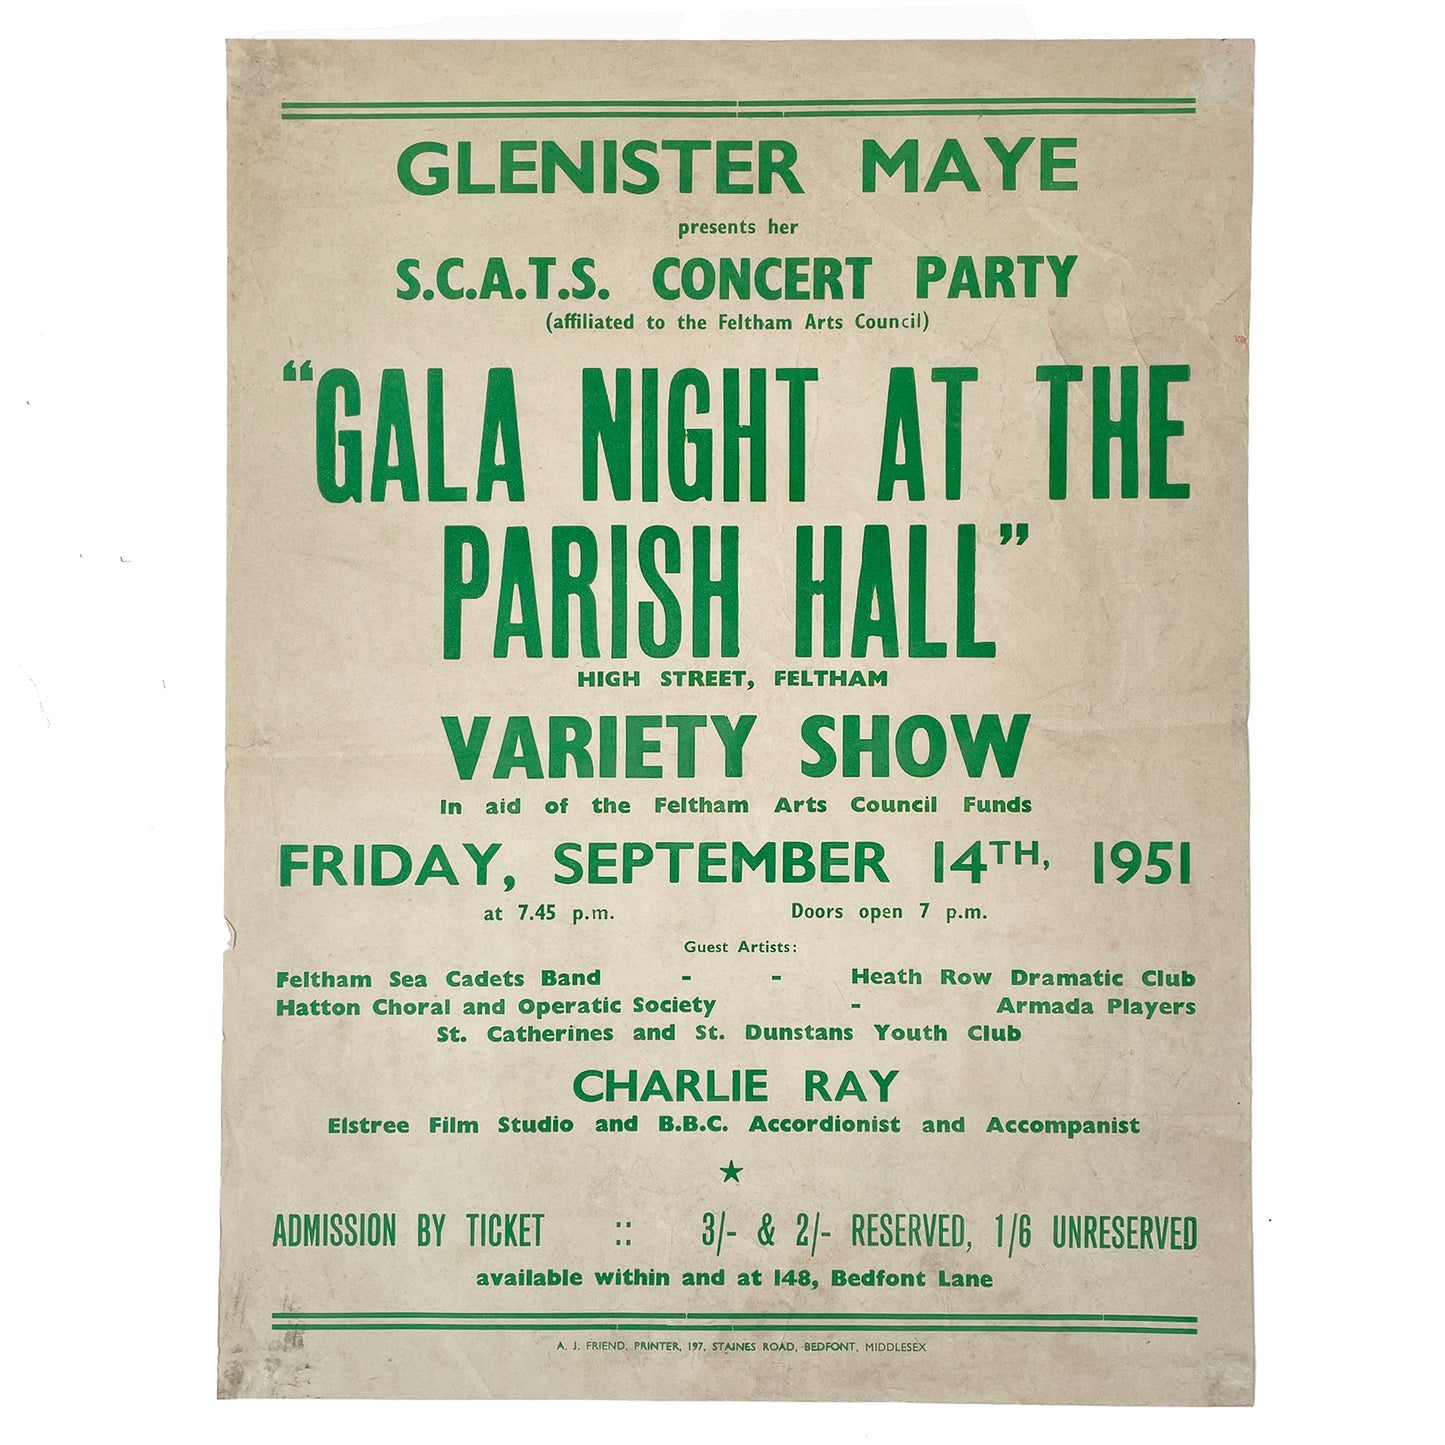 GLENISTER MAYE
presents her
S.C.A.T.S. CONCERT PARTY
(affiliated to the Feltham Arts Council)
“GALA NIGHT AT THE
PARISH HALL”
HIGH STREET, FELTHAM
VARIETY SHOW
In aid of the Feltham Arts Council Funds
FRIDAY, SEPTEMBER 14TH, 1951
at 7.45 p.m. Doors open 7 p.m.
Guest Artists:
Feltham Sea Cadets Band - - Heath Row Dramatic Club
Hatton Choral and Operatic Society - Armada Players
St. Catherines and St. Dunstans Youth Club
CHARLIE RAY
Elstree Film Studio and B.B.C. Accordionist and Accompanist
ADMISSION BY TICKET :: 3/- & 2/- RESERVED, 1/6 UNRESERVED
available within and at 148, Bedfont Lane
A. J. FRIEND, PRINTER, 197, STAINES ROAD, BEDFONT, MIDDLESEX